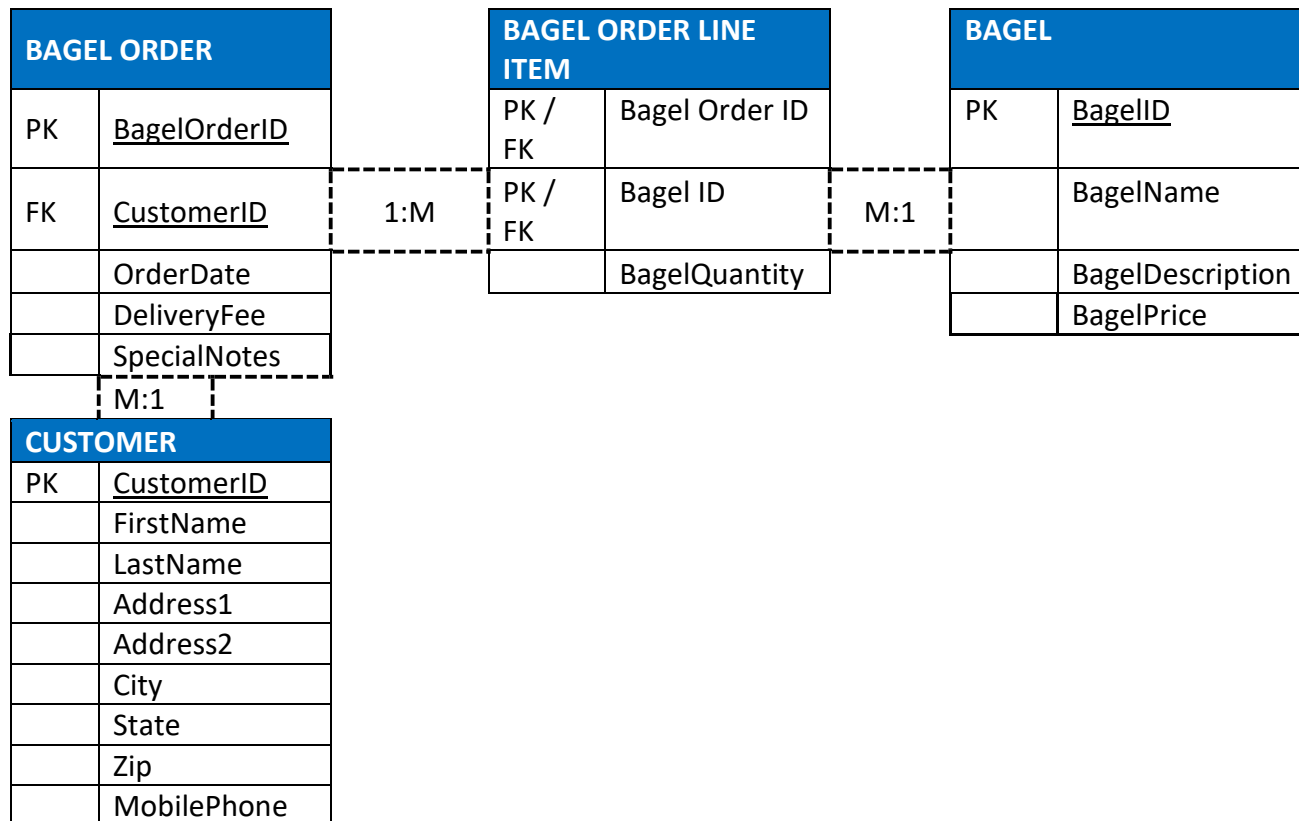 BAGEL ORDER
PK BagelOrderID
FK CustomerID
OrderDate
DeliveryFee
SpecialNotes
1:M
BAGEL ORDER LINE
ITEM
PK /
FK
Bagel Order ID
PK /
FK
Bagel ID
BagelQuantity
M:1
BAGEL
PK BagelID
BagelName
BagelDescription
BagelPrice
M:1
CUSTOMER
PK CustomerID
FirstName
LastName
Address1
Address2
City
State
Zip
MobilePhone